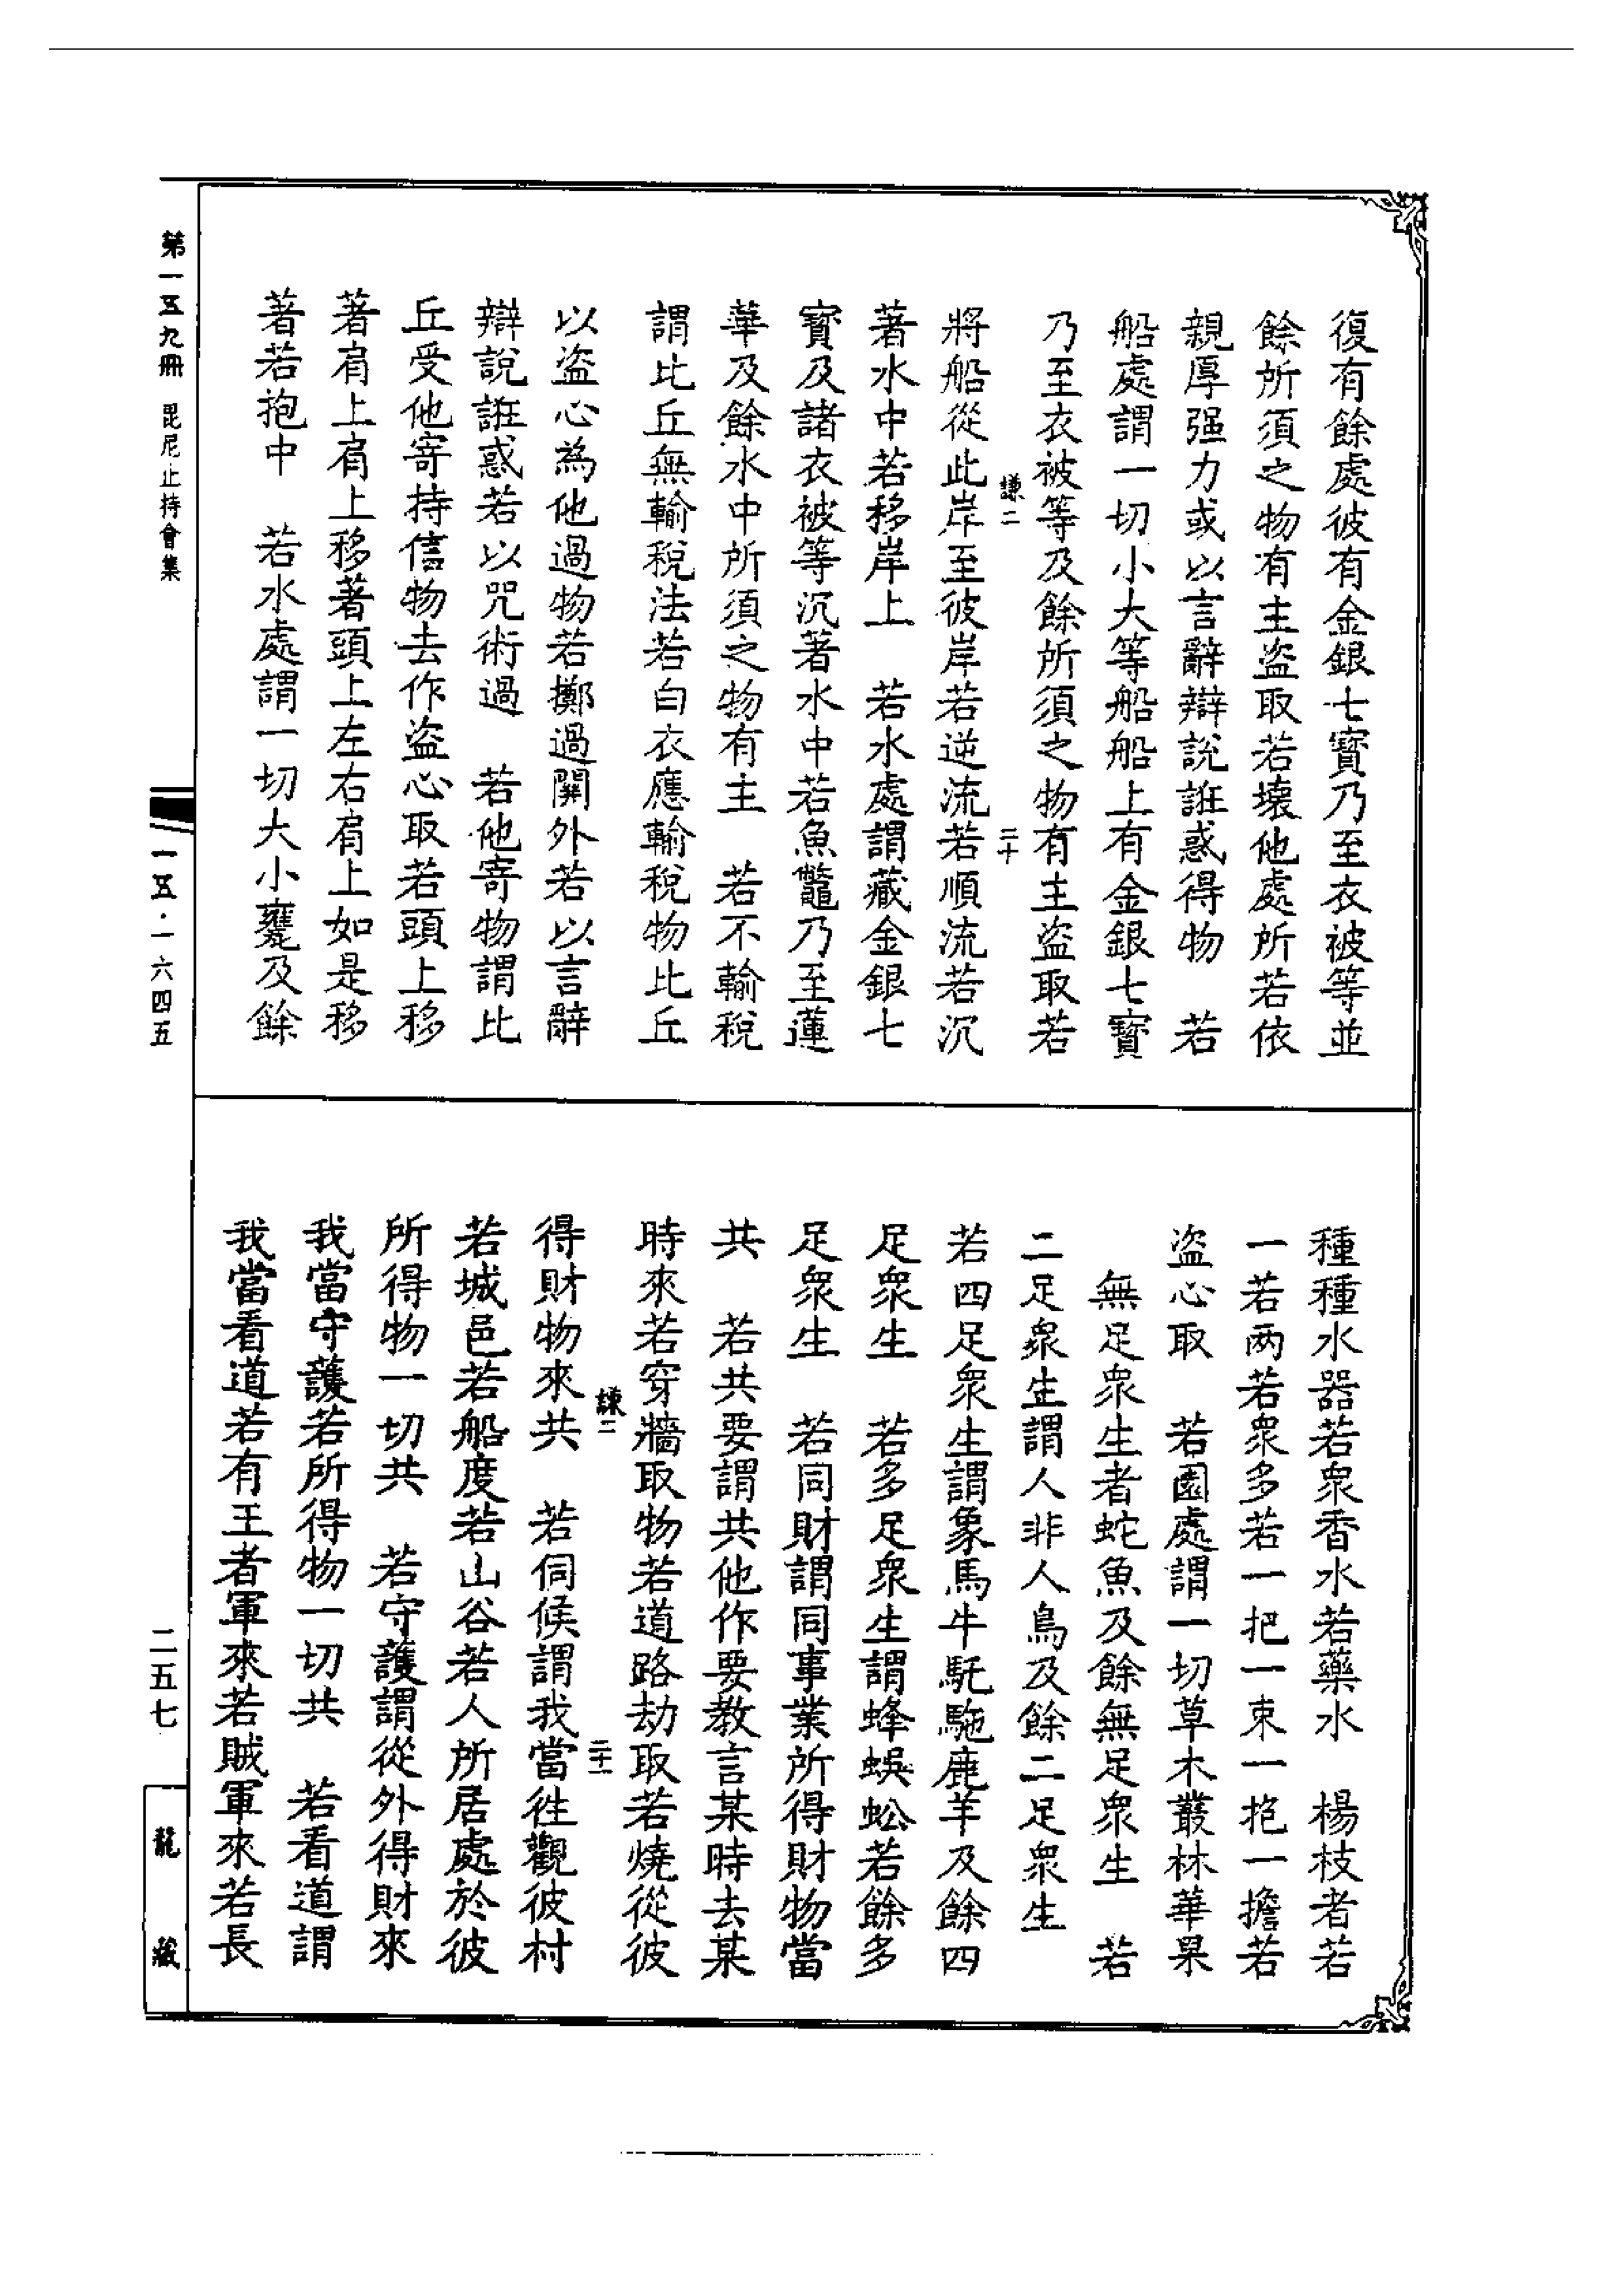 復有餘處彼有金銀七寶乃至衣被等並
餘所須之物有主盜取若壞他處所若依
親厚强力或以言辭辯說誑惑得物　若
船處謂一切小大等船船上有金銀七寶
乃至衣被等及餘所須之物有主盜取若
謙二　二十
將船從此岸至彼岸若逆流若順流若沉
著水中若移岸上　若水處謂藏金銀七
寶及諸衣被等沉著水中若魚鼈乃至蓮
華及餘水中所須之物有主　若不輸稅
謂比丘無輸稅法若白衣應輸稅物比丘
以盜心為他過物若擲過關外若以言辭
辯說誑惑若以咒術過　若他寄物謂比
丘受他寄持信物去作盜心取若頭上移
著肩上肩上移著頭上左右肩上如是移
著若抱中　若水處謂一切大小甕及餘
種種水器若眾香水若藥水　楊枝者若
一若两若眾多若一把一束一抱一擔若
盜心取　若園處謂一切草木叢林華果
無足眾生者蛇魚及餘無足眾生　若
二足眾生謂人非人鳥及餘二足眾生
若四足眾生謂象馬牛駝鹿羊及餘四
足眾生　若多足眾生謂蜂蜈蚣若餘多
足眾生　若同財謂同事業所得財物當
共　若共要謂共他作要教言某時去某
時來若穿牆取物若道路劫取若燒從彼
謙二　二十一
得財物來共　若伺候謂我當往觀彼村
若城邑若船度若山谷若人所居處於彼
所得物一切共　若守護謂從外得財來
我當守護若所得物一切共　若看道謂
我當看道若有王者軍來若賊軍來若長
第一五九冊　毘尼止持會集
一五·一六四五
二五七
龍藏